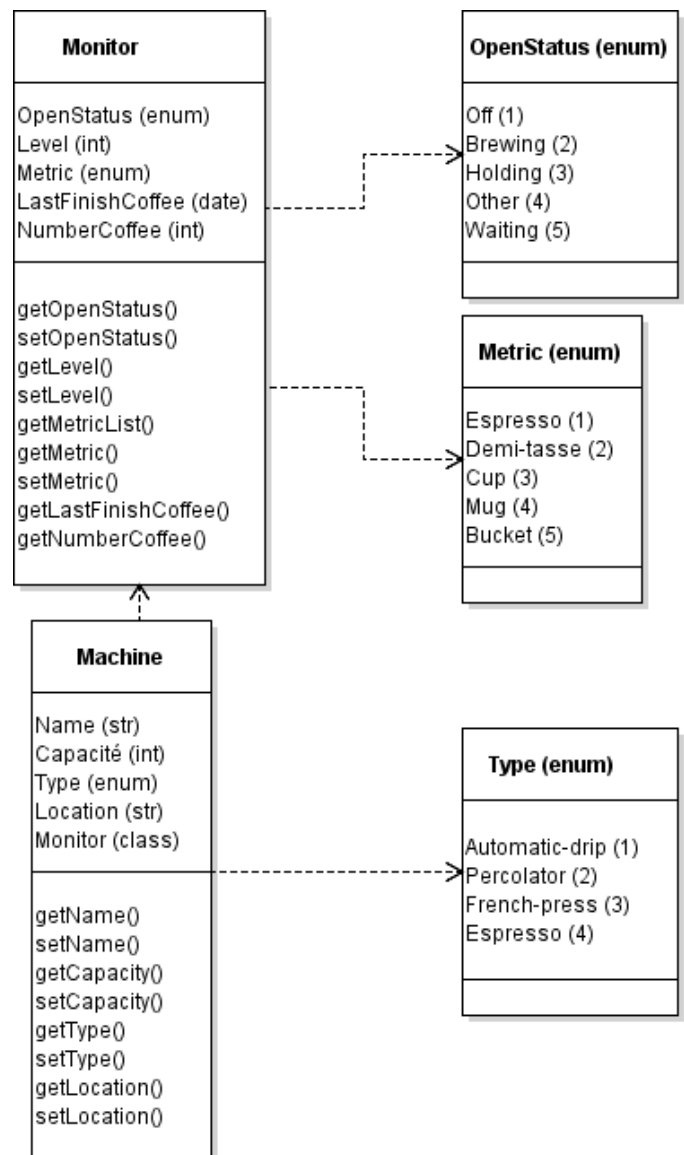 Monitor
OpenStatus (enum)
Level (int)
Metric (enum)
LastFinishCoffee (date)
NumberCoffee (int)
getOpenStatus()
setOpenStatus()
getLevel()
setLevel()
getMetricList()
getMetric()
setMetric()
getLastFinishCoffee()
getNumberCoffee()
OpenStatus (enum)
Off (1)
Brewing (2)
Holding (3)
Other (4)
Waiting (5)
Metric (enum)
Espresso (1)
Demi-tasse (2)
Cup (3)
Mug (4)
Bucket (5)
Machine
Name (str)
Capacité (int)
Type (enum)
Location (str)
Monitor (class)
getName()
setName()
getCapacity()
setCapacity()
getType()
setType()
getLocation()
setLocation()
Type (enum)
Automatic-drip (1)
Percolator (2)
French-press (3)
Espresso (4)